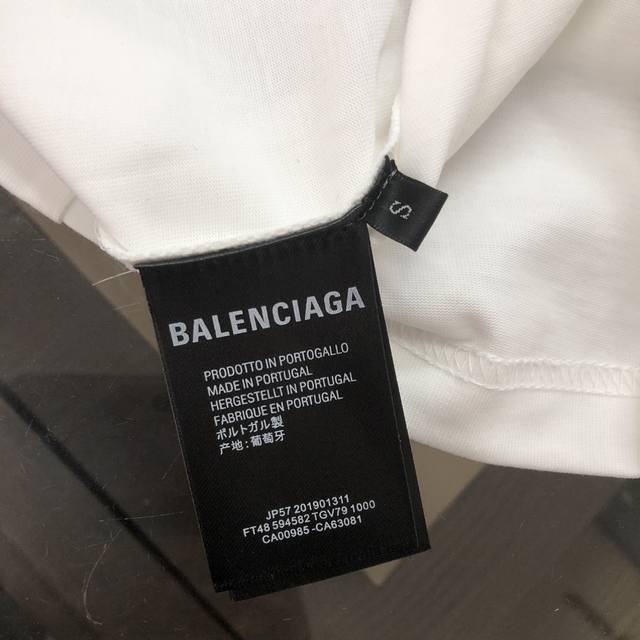 S
BALENCIAGA
PRODOTTO IN PORTOGALLO
MADE IN PORTUGAL
HERGESTELLT IN PORTUGAL
FABRIQUE EN PORTUGAL
ポルトガル製
产地:葡萄牙
JP57 201901311
FT48 594582-TGV79 1000
CA00985-CA63081